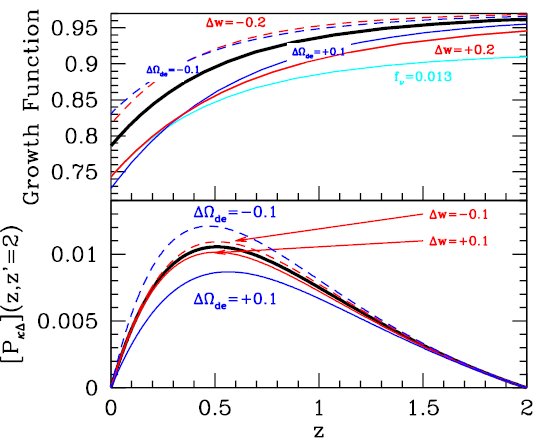 Growth Function
0.95
0.9
0.85
0.8
0.75
Δw=−0.2
ΔΩde=−0.1
ΔΩde=+0.1
Δw=+0.2
fν=0.013
[PκΔ](z,z'=2)
0.01
0.005
0
ΔΩde=−0.1
Δw=−0.1
Δw=+0.1
ΔΩde=+0.1
0 0.5 1 1.5 2
z